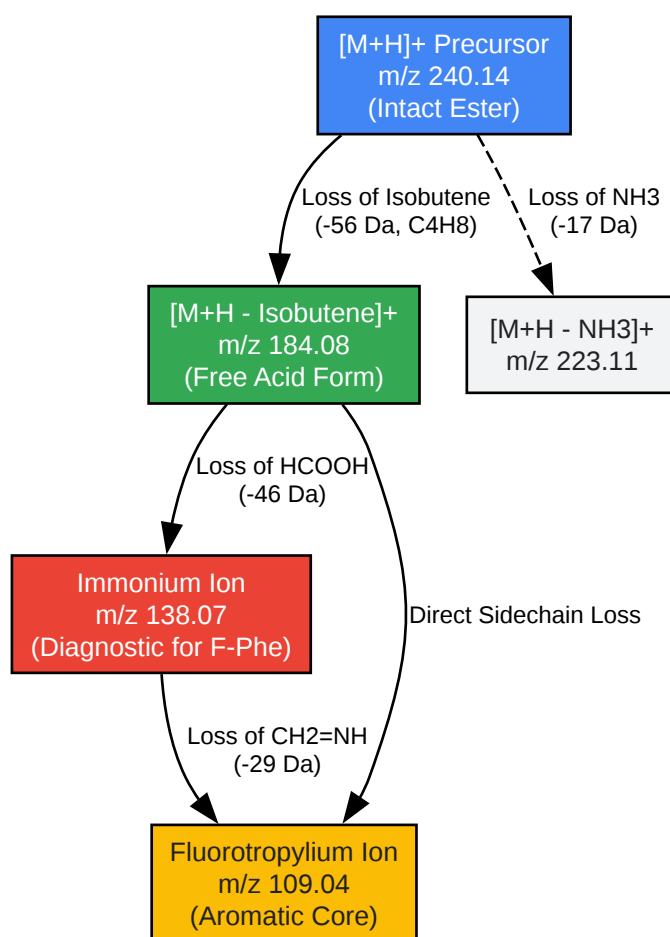 [M+H]+ Precursor
m/z 240.14
(Intact Ester)
Loss of Isobutene
(-56 Da, C4H8)
Loss of NH3
(-17 Da)
[M+H - Isobutene]+
m/z 184.08
(Free Acid Form)
[M+H - NH3]+
m/z 223.11
Loss of HCOOH
(-46 Da)
Immonium Ion
m/z 138.07
(Diagnostic for F-Phe)
Direct Sidechain Loss
Loss of CH2=NH
(-29 Da)
Fluorotropylium Ion
m/z 109.04
(Aromatic Core)